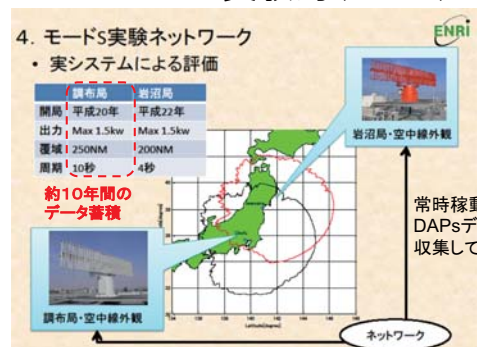 ENRI
4. モードS実験ネットワーク
• 実システムによる評価
調布局 岩沼局
開局 平成20年 平成22年
出力 Max 1.5kw Max 1.5kw
覆域 250NM 200NM
周期 10秒 4秒
約10年間の
データ蓄積
岩沼局・空中線外観
常時稼
DAPsデ
収集して
調布局・空中線外観
ネットワーク